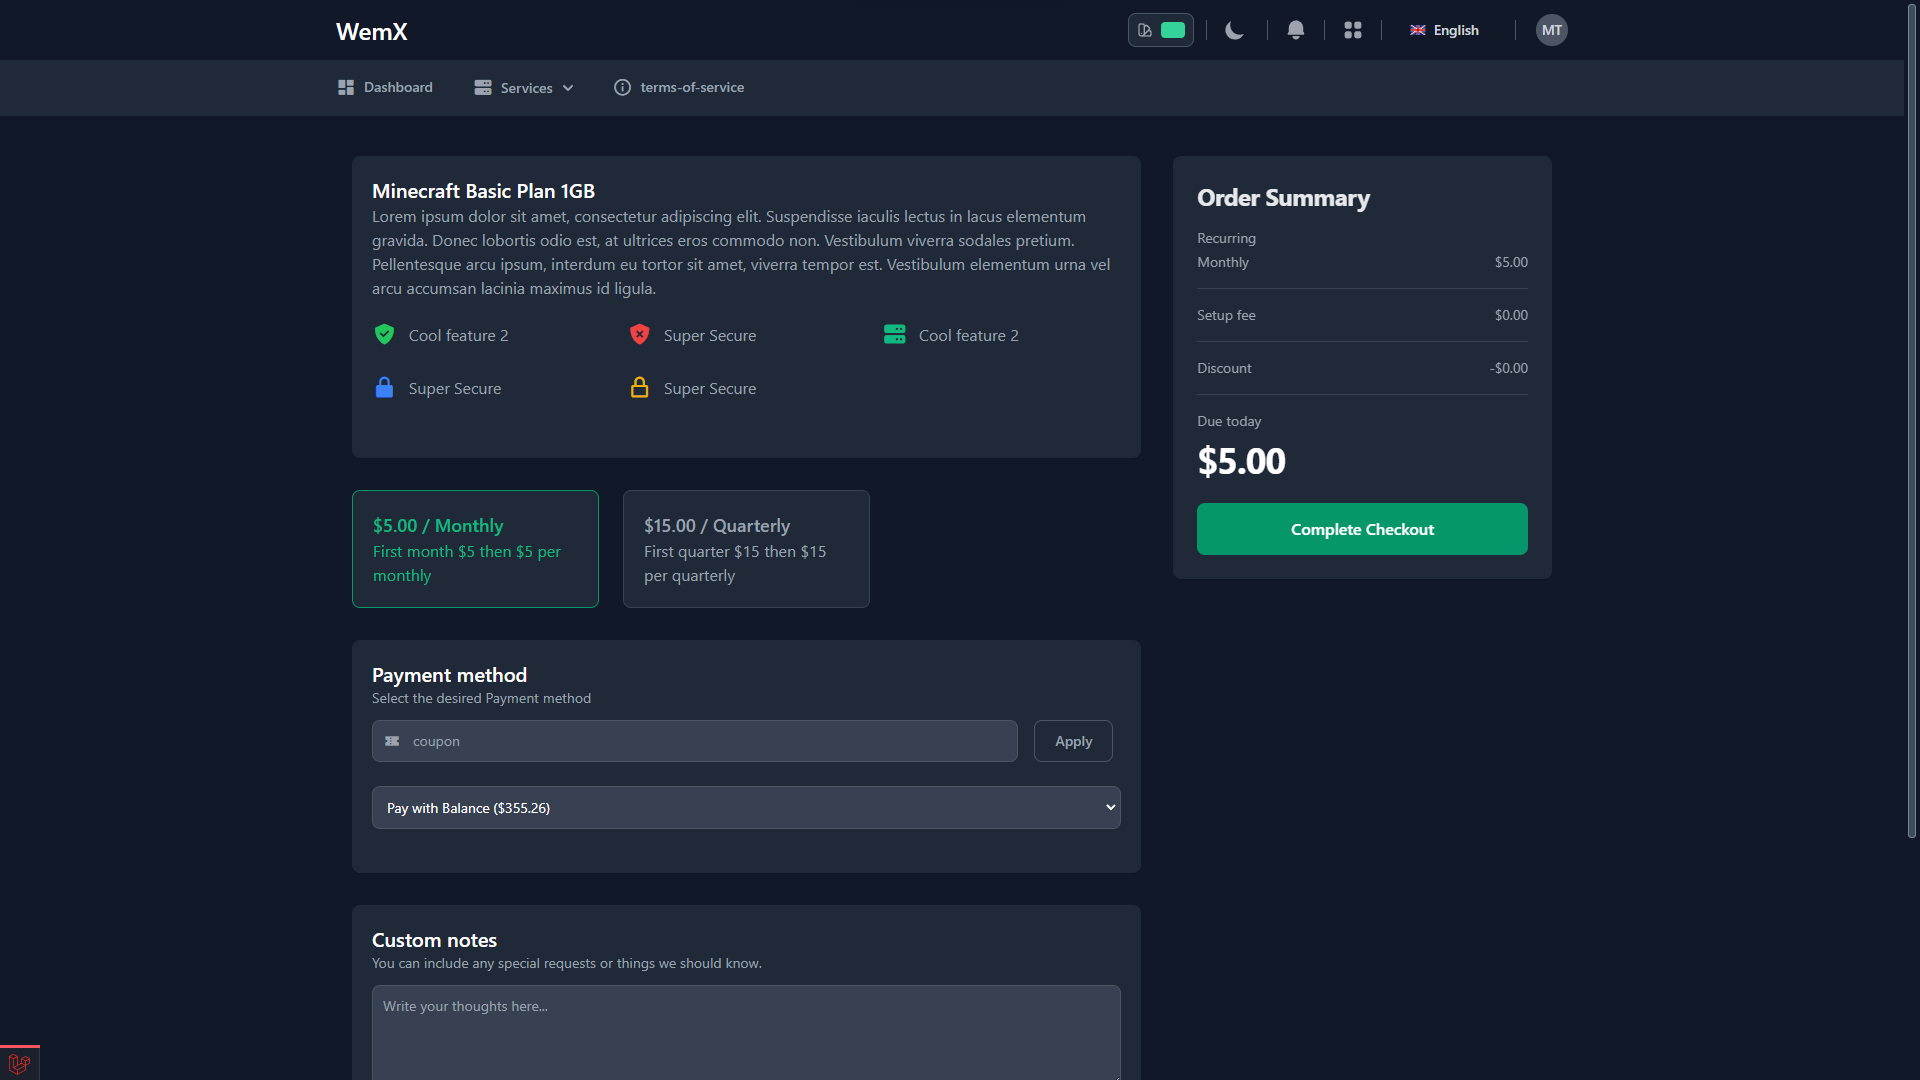 WemX
English
MT
Dashboard
Services
terms-of-service
Minecraft Basic Plan 1GB
Lorem ipsum dolor sit amet, consectetur adipiscing elit. Suspendisse iaculis lectus in lacus elementum
gravida. Donec lobortis odio est, at ultrices eros commodo non. Vestibulum viverra sodales pretium.
Pellentesque arcu ipsum, interdum eu tortor sit amet, viverra tempor est. Vestibulum elementum urna vel
arcu accumsan lacinia maximus id ligula.
Cool feature 2
Super Secure
Cool feature 2
Super Secure
Super Secure
$5.00 / Monthly
First month $5 then $5 per
monthly
$15.00 / Quarterly
First quarter $15 then $15
per quarterly
Payment method
Select the desired Payment method
coupon
Apply
Pay with Balance ($355.26)
Custom notes
You can include any special requests or things we should know.
Write your thoughts here...
Order Summary
Recurring
Monthly $5.00
Setup fee $0.00
Discount -$0.00
Due today
$5.00
Complete Checkout